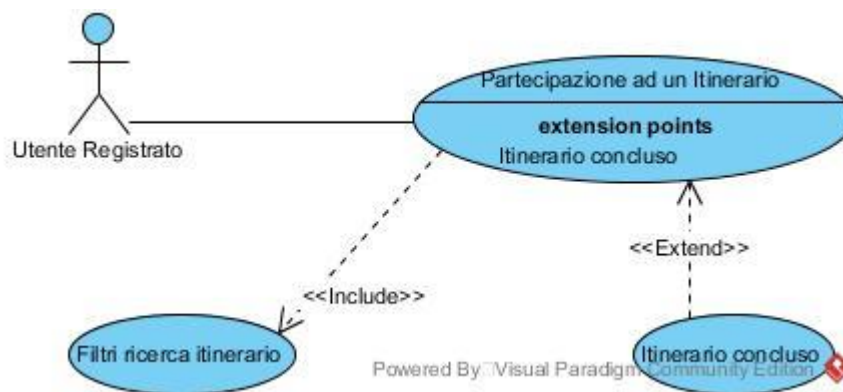 Partecipazione ad un Itinerario
extension points
Itinerario concluso
Utente Registrato
<<Extend>>
<<Include>>
Filtri ricerca itinerario
Itinerario concluso
Powered By Visual Paradigm Community Edition